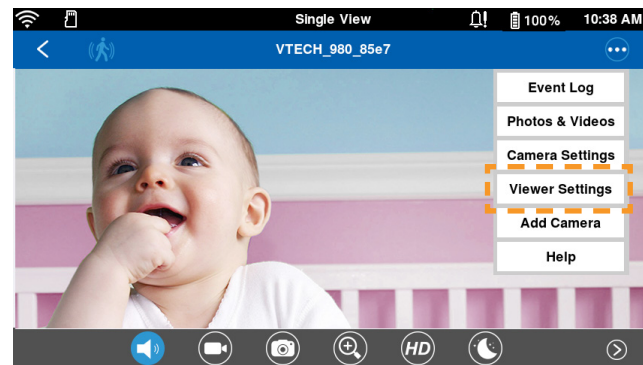 Single View
100%
10:38 AM
VTECH_980_85e7
Event Log
Photos & Videos
Camera Settings
Viewer Settings
Add Camera
Help
HD